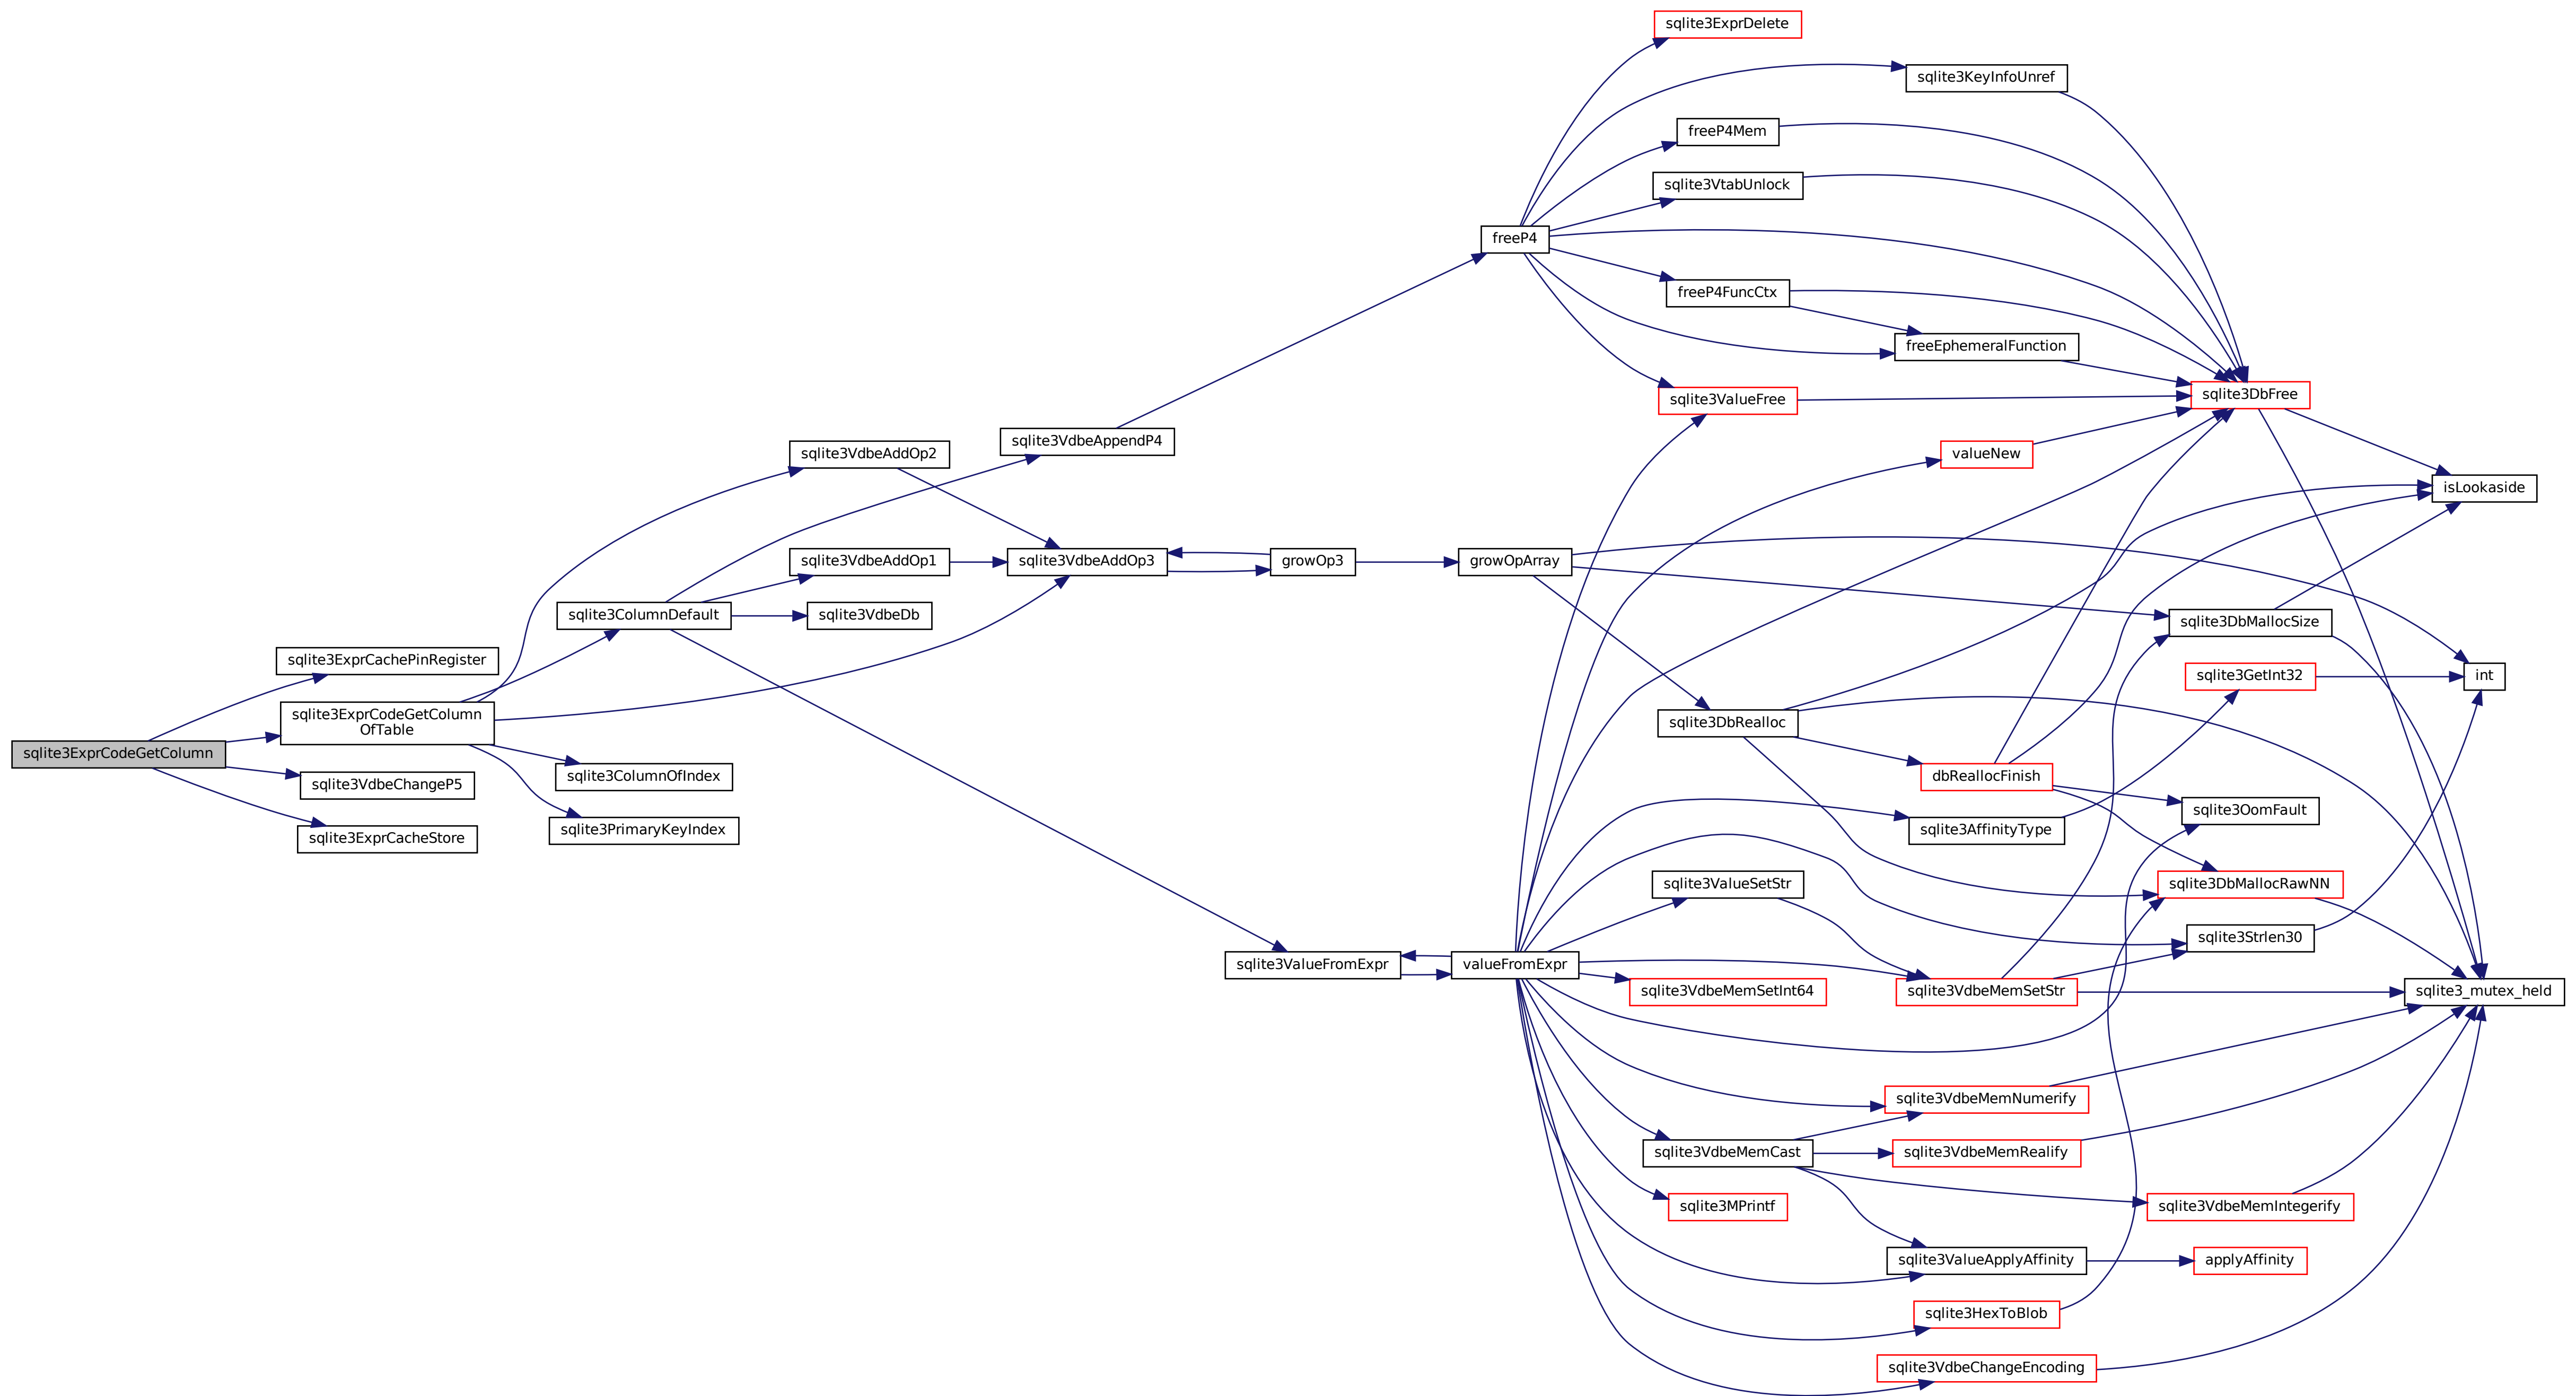 sqlite3ExprDelete
sqlite3KeyInfoUnref
freeP4Mem
sqlite3VtabUnlock
freeP4
freeP4FuncCtx
freeEphemeralFunction
sqlite3DbFree
sqlite3ValueFree
sqlite3VdbeAppendP4
sqlite3VdbeAddOp2
valueNew
isLookaside
sqlite3VdbeAddOp1
sqlite3VdbeAddOp3
growOp3
growOpArray
sqlite3ColumnDefault
sqlite3VdbeDb
sqlite3DbMallocSize
sqlite3ExprCachePinRegister
sqlite3GetInt32
int
sqlite3ExprCodeGetColumn
OfTable
sqlite3DbRealloc
sqlite3ExprCodeGetColumn
sqlite3ColumnOfIndex
dbReallocFinish
sqlite3VdbeChangeP5
sqlite3OomFault
sqlite3PrimaryKeyIndex
sqlite3AffinityType
sqlite3ExprCacheStore
sqlite3ValueSetStr
sqlite3DbMallocRawNN
sqlite3Strlen30
sqlite3ValueFromExpr
valueFromExpr
sqlite3VdbeMemSetInt64
sqlite3VdbeMemSetStr
sqlite3_mutex_held
sqlite3VdbeMemNumerify
sqlite3VdbeMemCast
sqlite3VdbeMemRealify
sqlite3MPrintf
sqlite3VdbeMemIntegerify
sqlite3ValueApplyAffinity
applyAffinity
sqlite3HexToBlob
sqlite3VdbeChangeEncoding